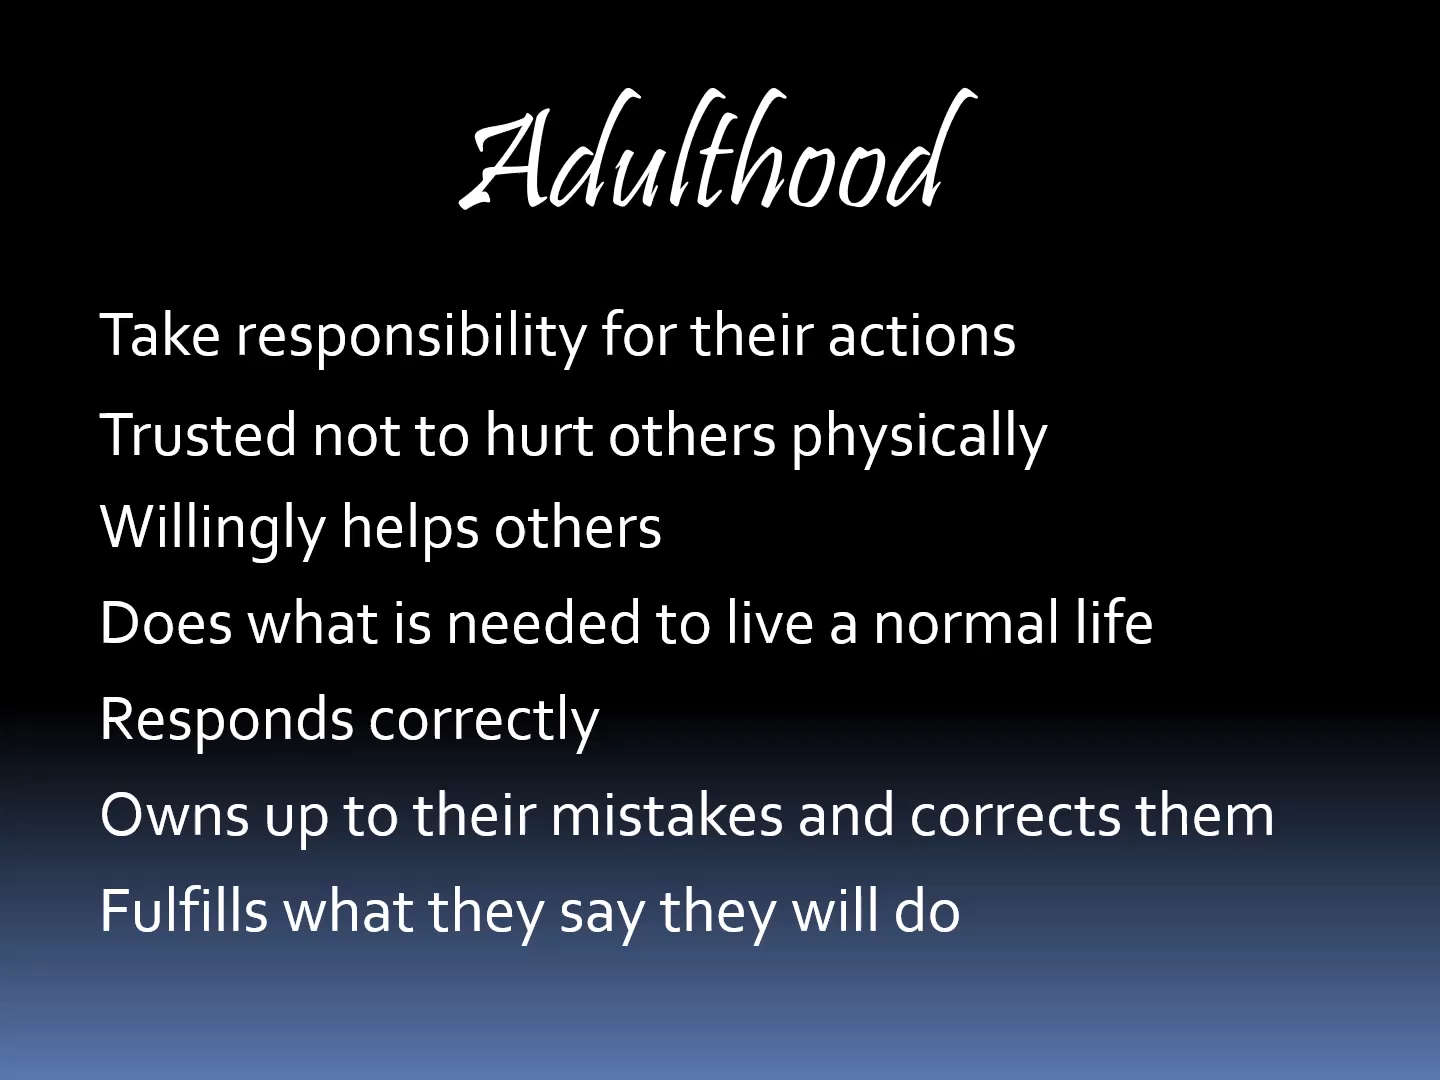 Adulthood
Take responsibility for their actions
Trusted not to hurt others physically
Willingly helps others
Does what is needed to live a normal life
Responds correctly
Owns up to their mistakes and corrects them
Fulfills what they say they will do